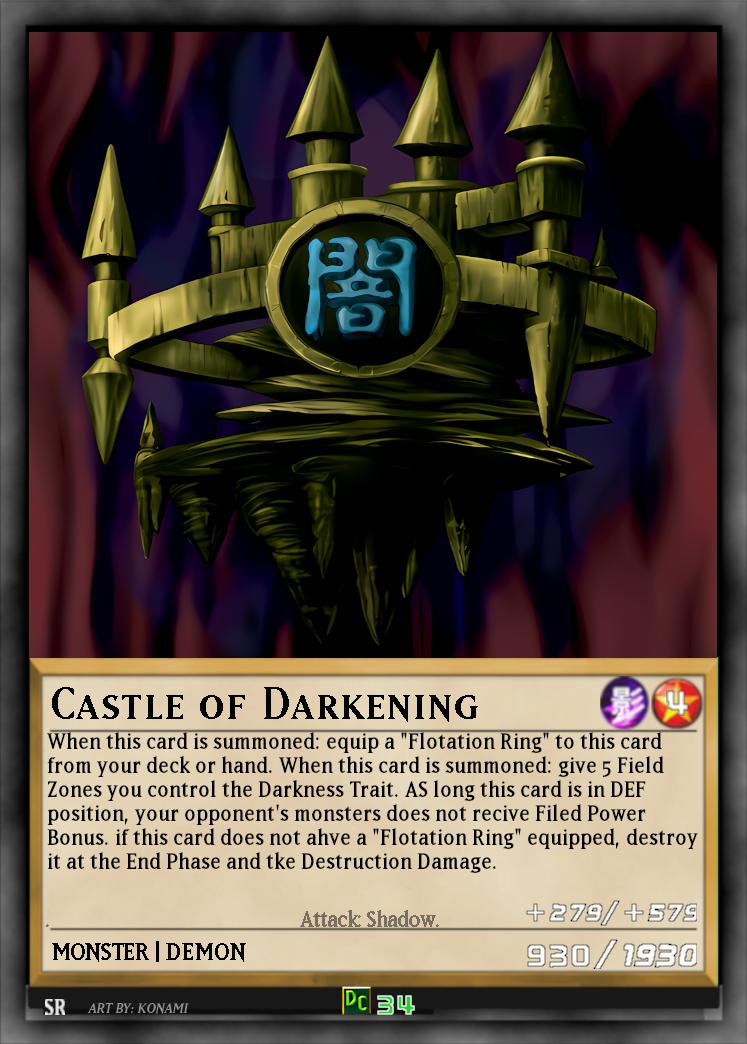 闇
Castle of Darkening
影
4
When this card is summoned: equip a "Flotation Ring" to this card
from your deck or hand. When this card is summoned: give 5 Field
Zones you control the Darkness Trait. AS long this card is in DEF
position, your opponent's monsters does not recive Filed Power
Bonus. if this card does not ahve a "Flotation Ring" equipped, destroy
it at the End Phase and tke Destruction Damage.
Attack: Shadow.
+279/+579
MONSTER | DEMON
930/1930
SR
ART BY: KONAMI
DC 34